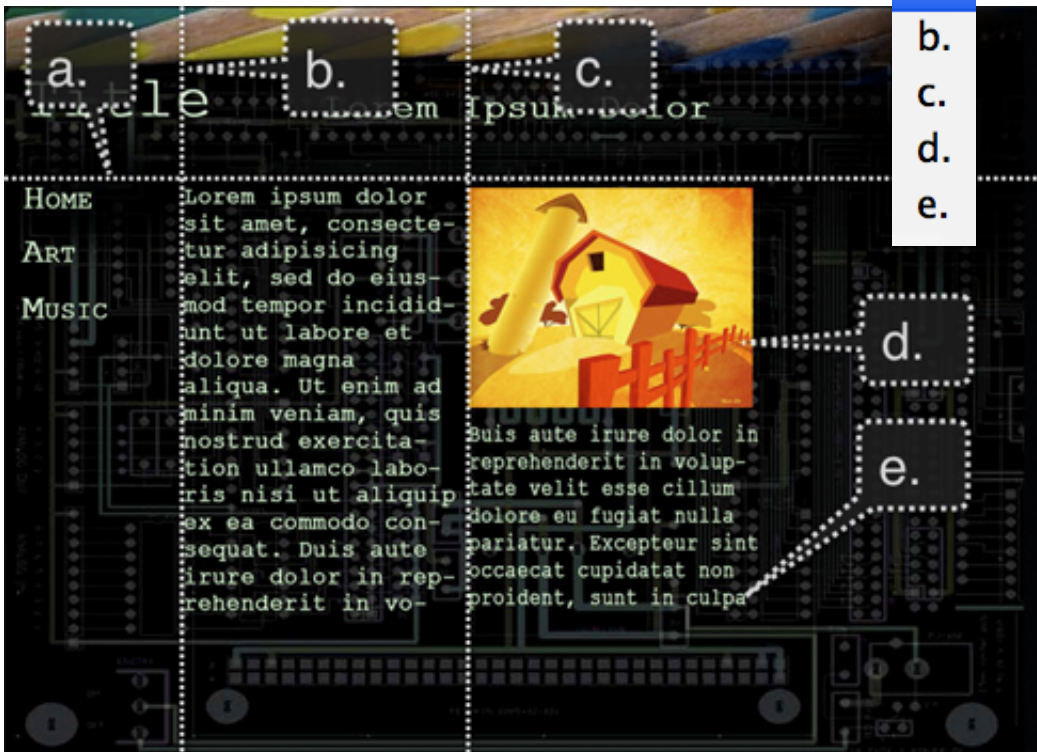 a.
b.
c.
b.
c.
d.
e.
Title
Lorem Ipsum Dolor
Home
Art
Music
Lorem ipsum dolor
sit amet, consecte-
tur adipisicing
elit, sed do eius-
mod tempor incidid-
unt ut labore et
dolore magna
aliqua. Ut enim ad
minim veniam, quis
nostrud exercita-
tion ullamco labo-
ris nisi ut aliquip
ex ea commodo con-
sequat. Duis aute
irure dolor in rep-
rehenderit in vo-
d.
Buis aute irure dolor in
reprehenderit in volup-
tate velit esse cillum
dolore eu fugiat nulla
pariatur. Excepteur sint
occaecat cupidatat non
proident, sunt in culpa
e.